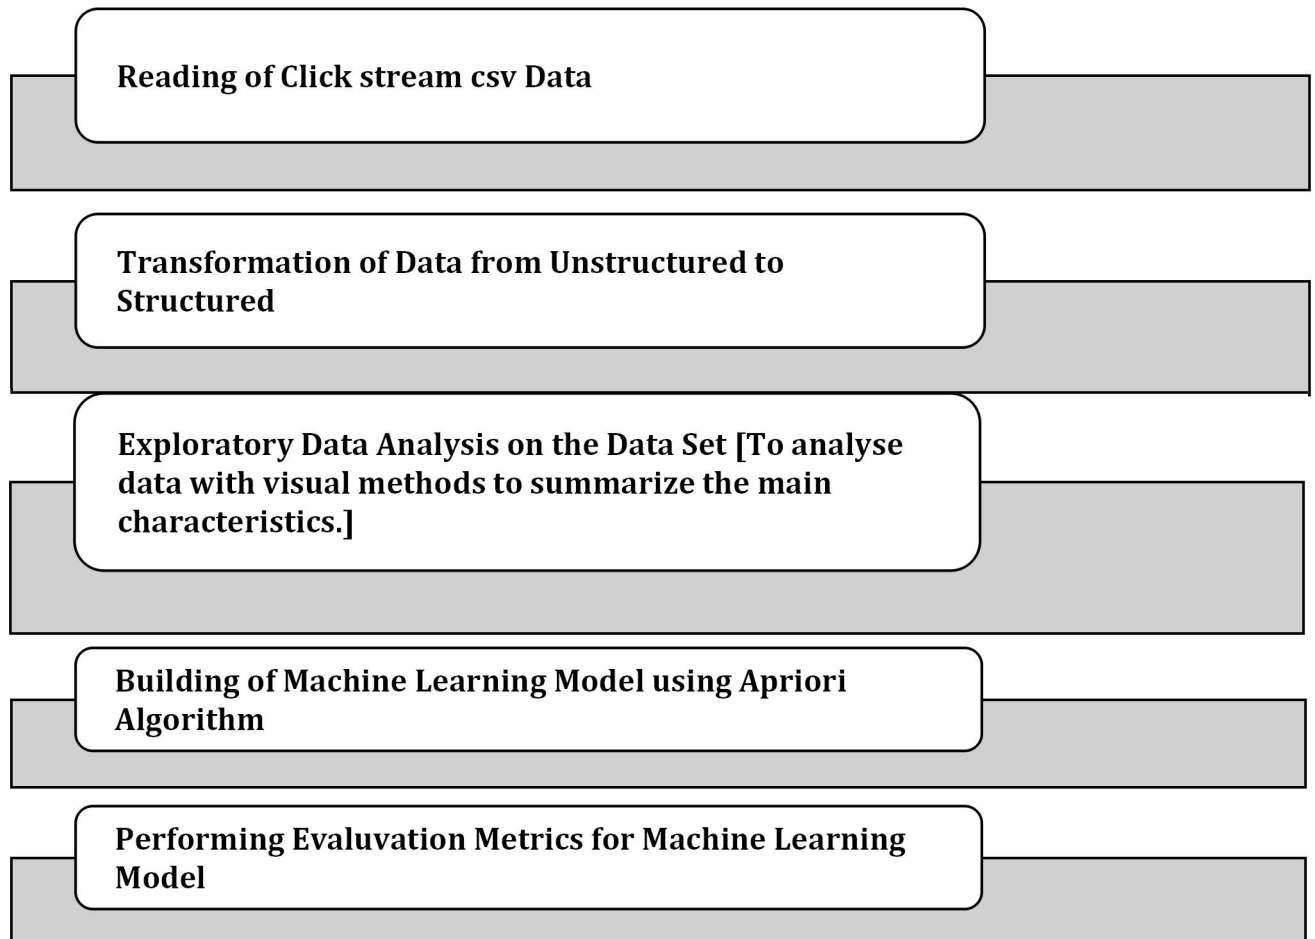 Reading of Click stream csv Data
Transformation of Data from Unstructured to
Structured
Exploratory Data Analysis on the Data Set [To analyse
data with visual methods to summarize the main
characteristics.]
Building of Machine Learning Model using Apriori
Algorithm
Performing Evaluvation Metrics for Machine Learning
Model